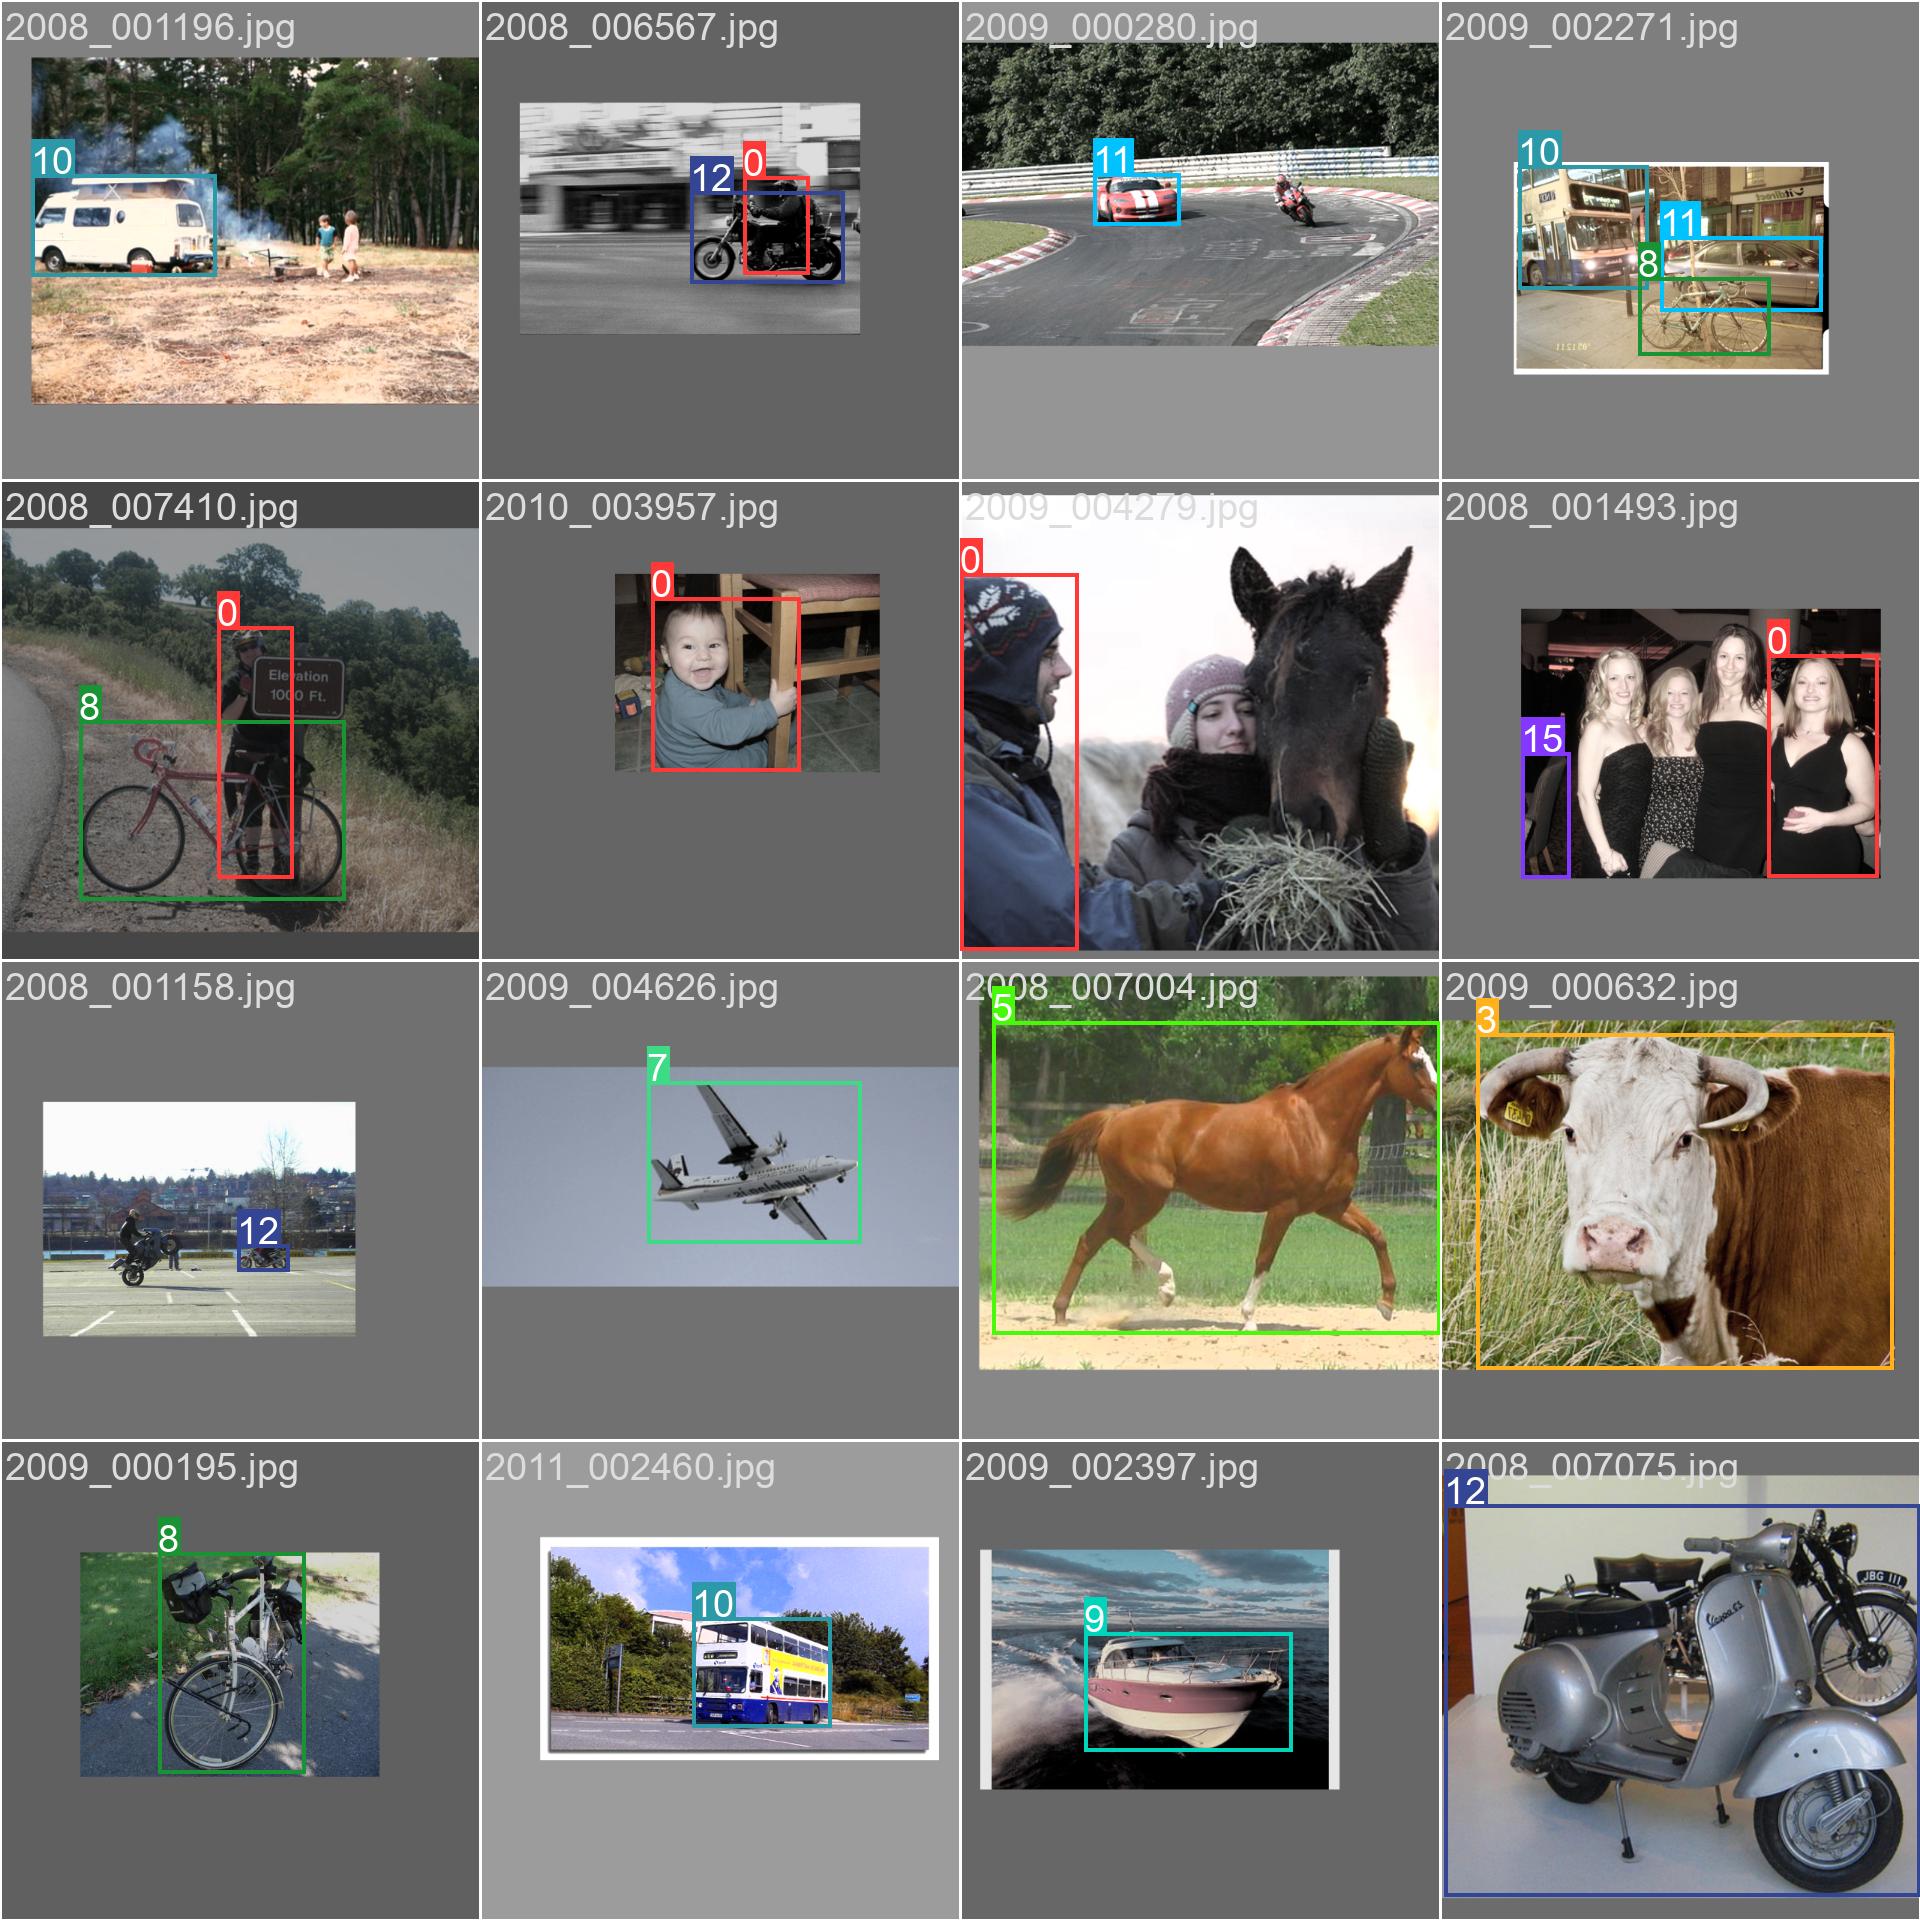 2008_001196.jpg
2008_006567.jpg
2009_000280.jpg
2009_002271.jpg
10
12
0
11
10
11
8
2008_007410.jpg
2010_003957.jpg
2009_004279.jpg
2008_001493.jpg
0
8
Elevation
1000 Ft.
0
0
0
15
2008_001158.jpg
2009_004626.jpg
2008_007004.jpg
2009_000632.jpg
12
7
5
3
2009_000195.jpg
2011_002460.jpg
2009_002397.jpg
2008_007075.jpg
8
10
9
12
JBG 111
Vespa GS